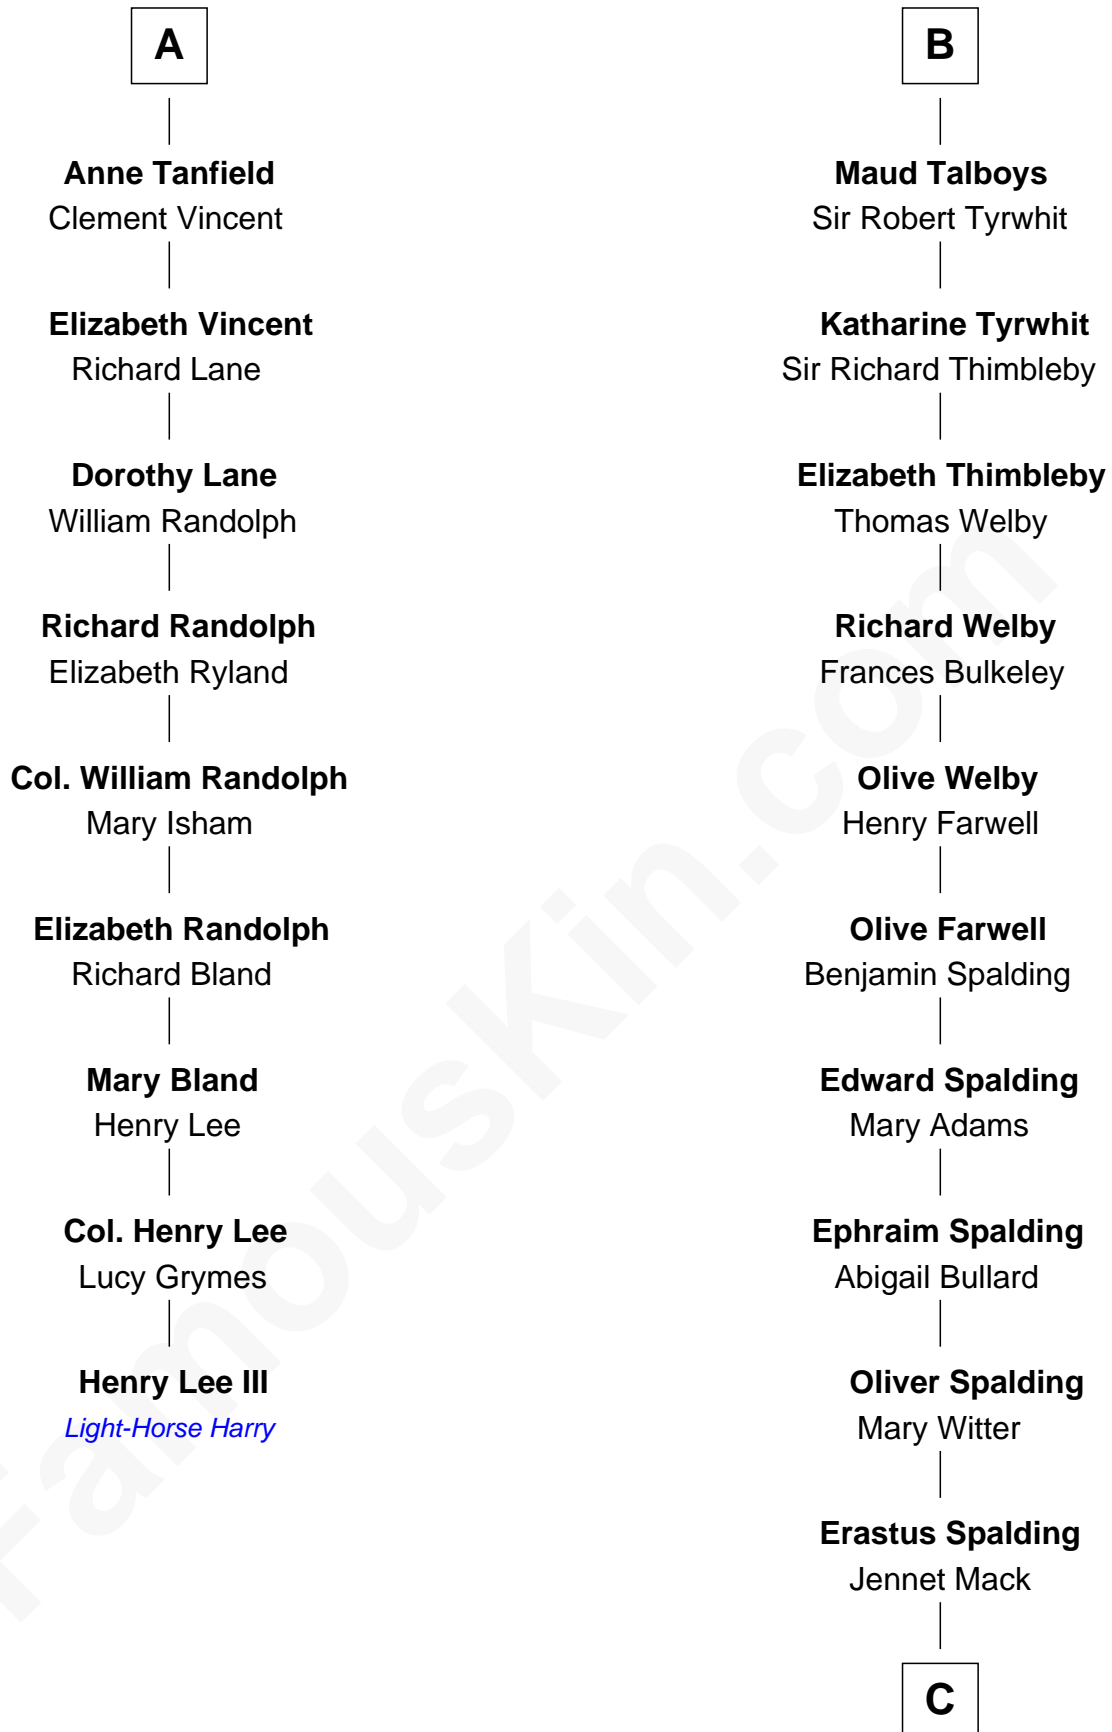 A
Anne Tanfield
Clement Vincent
Elizabeth Vincent
Richard Lane
Dorothy Lane
William Randolph
Richard Randolph
Elizabeth Ryland
Col. William Randolph
Mary Isham
Elizabeth Randolph
Richard Bland
Mary Bland
Henry Lee
Col. Henry Lee
Lucy Grymes
Henry Lee III
Light-Horse Harry
B
Maud Talboys
Sir Robert Tyrwhit
Katharine Tyrwhit
Sir Richard Thimbleby
Elizabeth Thimbleby
Thomas Welby
Richard Welby
Frances Bulkeley
Olive Welby
Henry Farwell
Olive Farwell
Benjamin Spalding
Edward Spalding
Mary Adams
Ephraim Spalding
Abigail Bullard
Oliver Spalding
Mary Witter
Erastus Spalding
Jennet Mack
C
FamousKin.com